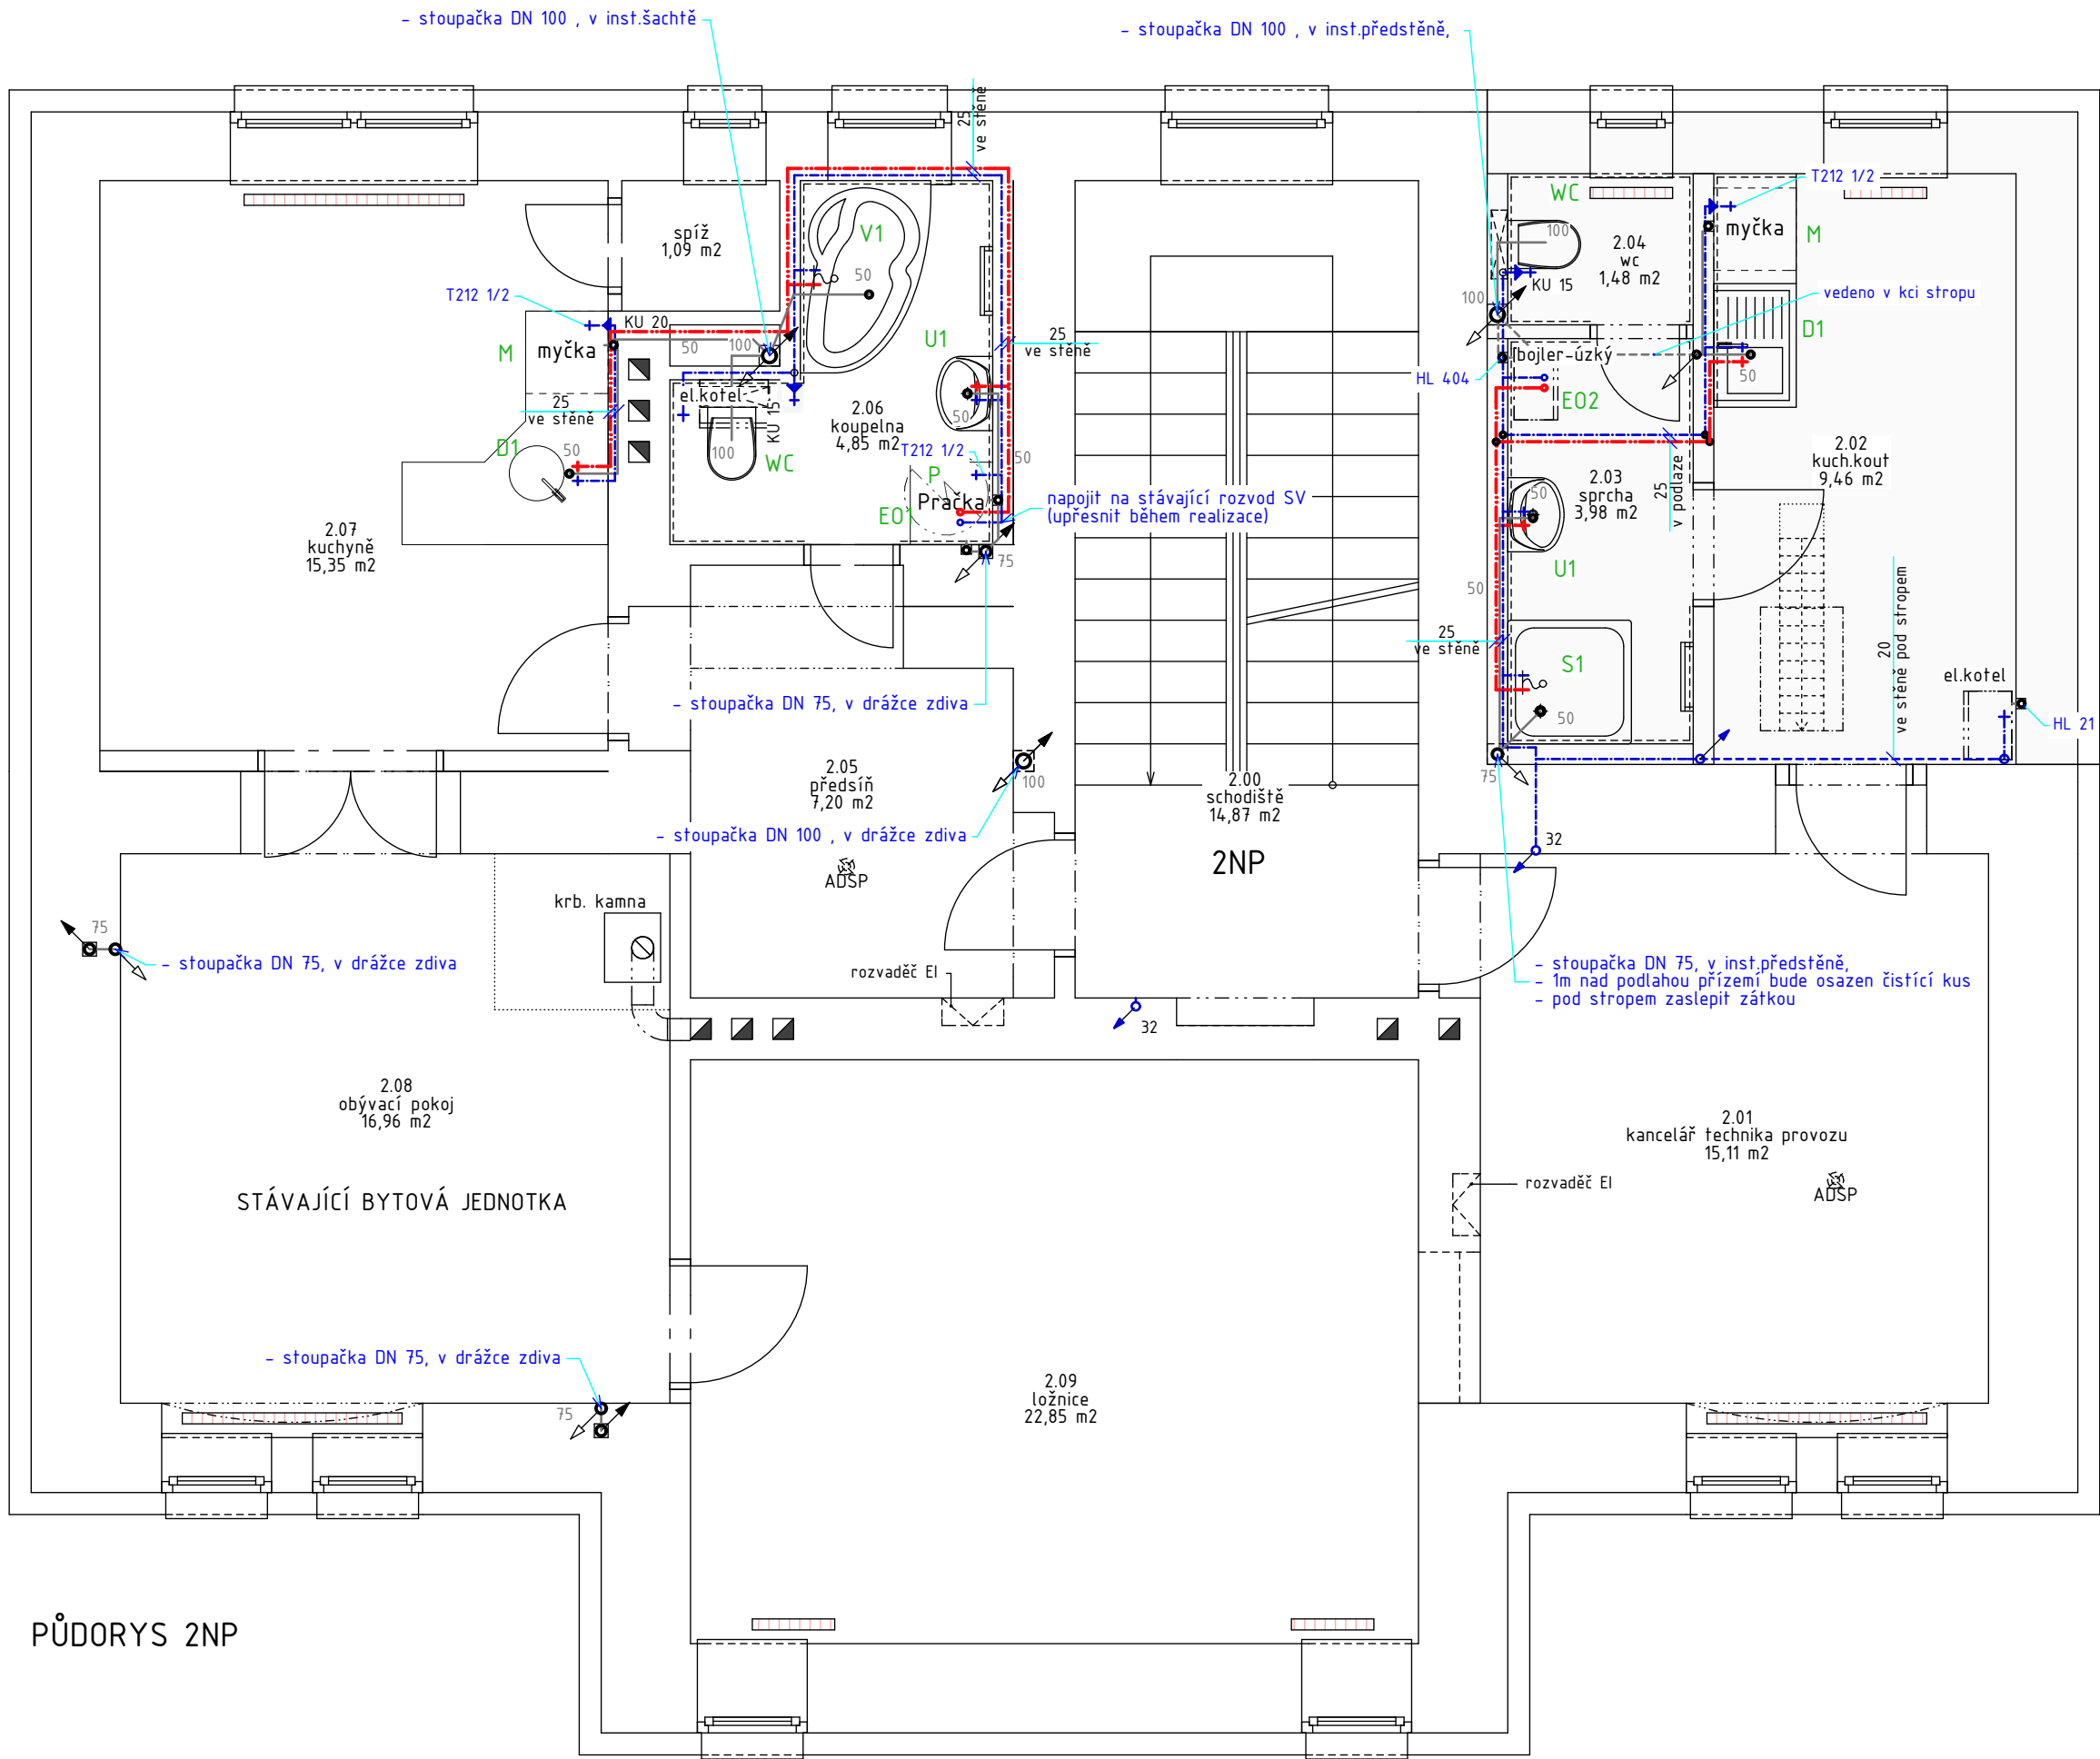 - stoupačka DN 100 , v inst.šachtě
- stoupačka DN 100 , v inst.předstěně,
25
ve stěně
T212 1/2
WC
100
2.04
wc
1,48 m2
myčka
M
spíž
1,09 m2
V1
50
T212 1/2
KU 20
KU 15
100
vedeno v kci stropu
D1
M
myčka
50
100
U1
25
ve stěně
bojler-úzký
HL 404
50
EO2
25
ve stěně
el.kotel
KU 15
2.06
koupelna
4,85 m2
50
D1
50
100
WC
T212 1/2
50
P
Pračka
EO1
napojit na stávající rozvod SV
(upřesnit během realizace)
75
2.02
kuch.kout
9,46 m2
2.03
sprcha
3,98 m2
50
25
v podlaze
U1
50
2.07
kuchyně
15,35 m2
25
ve stěně
20
ve stěně pod stropem
S1
50
el.kotel
HL 21
- stoupačka DN 75, v drážce zdiva
2.05
předsíň
7,20 m2
100
75
2.00
schodiště
14,87 m2
- stoupačka DN 100 , v drážce zdiva
2NP
32
ADSP
krb. kamna
75
- stoupačka DN 75, v drážce zdiva
rozvaděč El
- stoupačka DN 75, v inst.předstěně,
- 1m nad podlahou přízemí bude osazen čistící kus
- pod stropem zaslepit zátkou
32
2.08
obývací pokoj
16,96 m2
2.01
kancelář technika provozu
15,11 m2
rozvaděč El
ADSP
STÁVAJÍCÍ BYTOVÁ JEDNOTKA
- stoupačka DN 75, v drážce zdiva
75
2.09
ložnice
22,85 m2
PŮDORYS 2NP